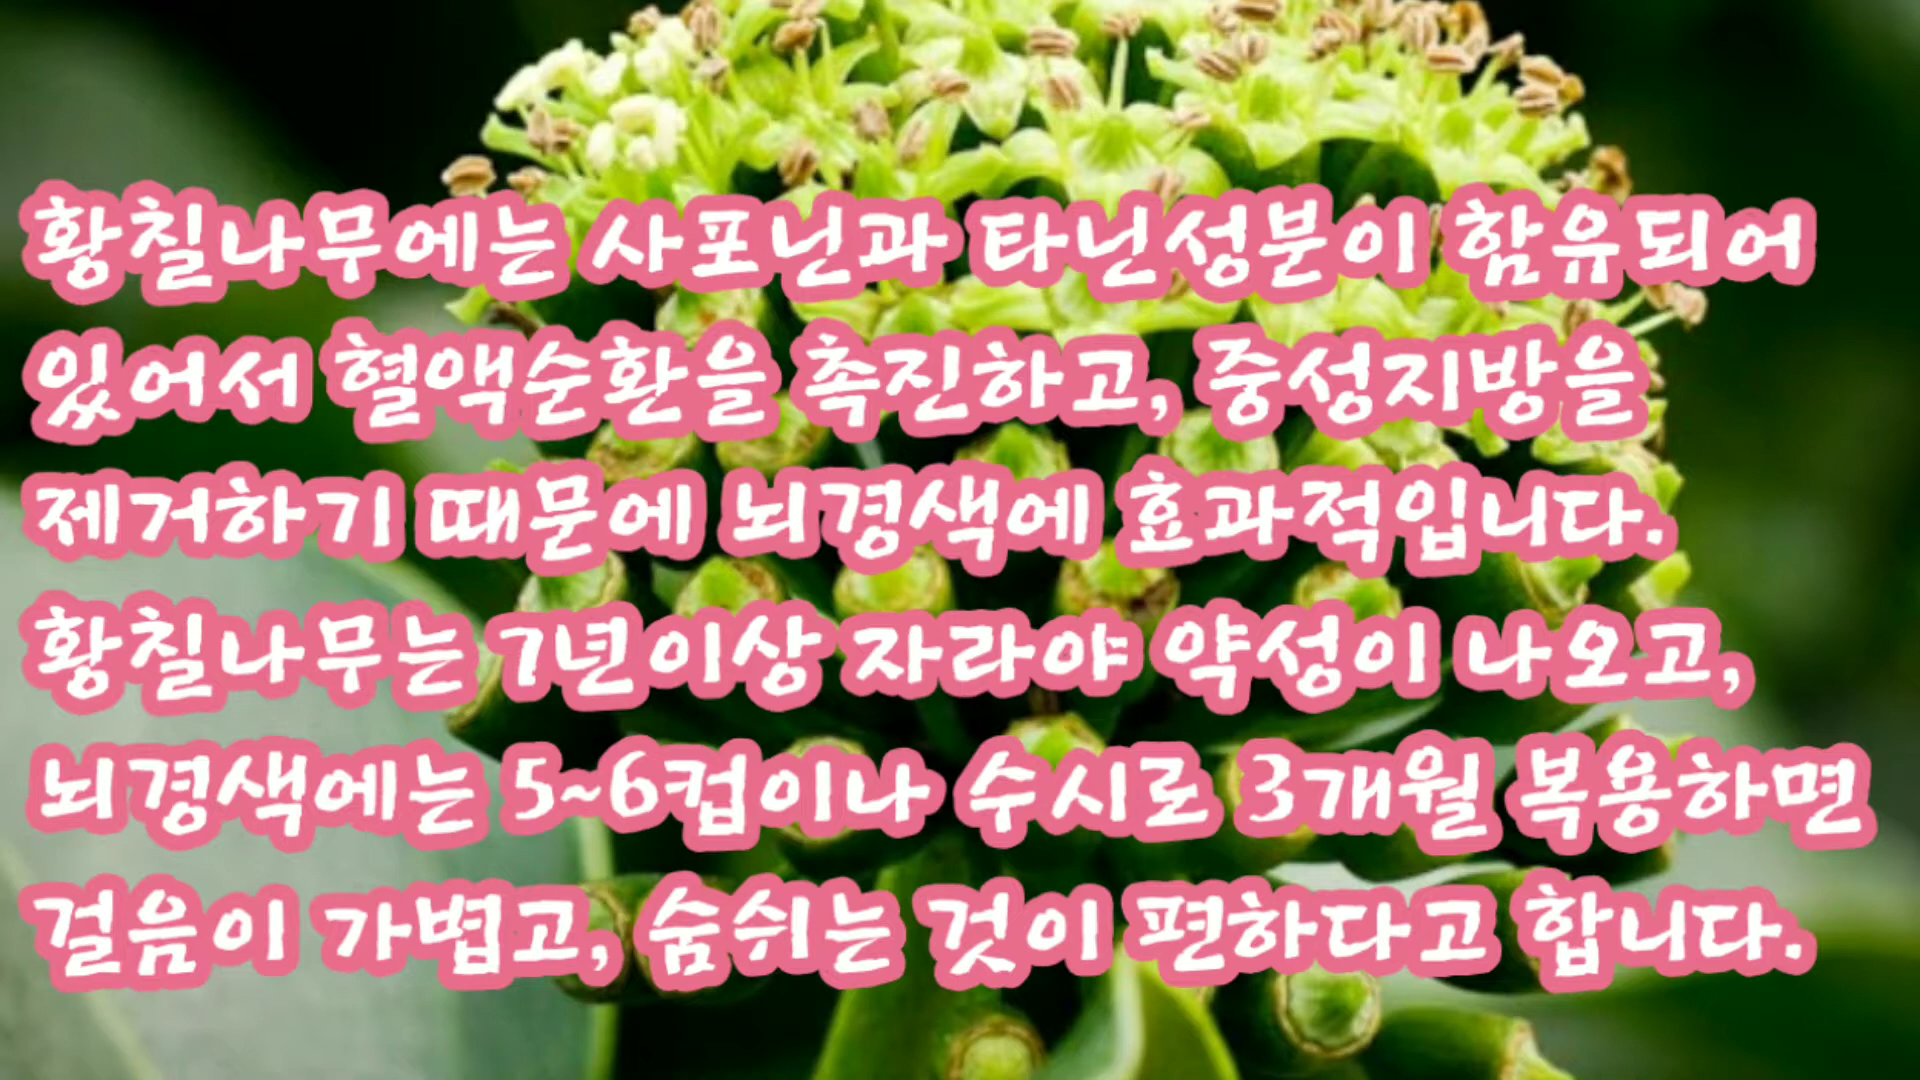 황칠나무에는 사포닌과 타닌성분이 함유되어
있어서 혈액순환을 촉진하고, 중성지방을
제거하기 때문에 뇌경색에 효과적입니다.
황칠나무는 7년이상 자라야 약성이 나오고,
뇌경색에는 5~6컵이나 수시로 3개월 복용하면
걸음이 가볍고, 숨쉬는 것이 편하다고 합니다.